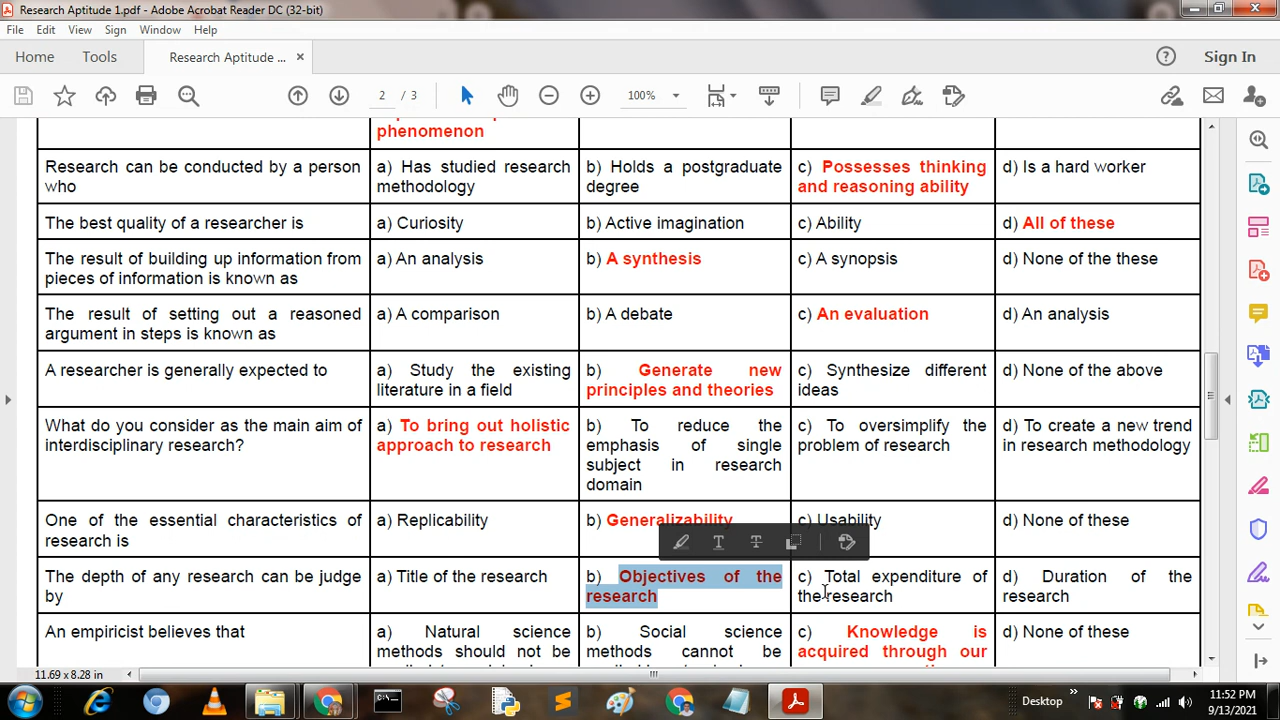 Research Aptitude 1.pdf - Adobe Acrobat Reader DC (32-bit)
File Edit View Sign Window Help
Home Tools Research Aptitude ... × Sign In
2 / 3 100%
phenomenon
Research can be conducted by a person who
a) Has studied research methodology
b) Holds a postgraduate degree
c) Possesses thinking and reasoning ability
d) Is a hard worker
The best quality of a researcher is
a) Curiosity
b) Active imagination
c) Ability
d) All of these
The result of building up information from pieces of information is known as
a) An analysis
b) A synthesis
c) A synopsis
d) None of the these
The result of setting out a reasoned argument in steps is known as
a) A comparison
b) A debate
c) An evaluation
d) An analysis
A researcher is generally expected to
a) Study the existing literature in a field
b) Generate new principles and theories
c) Synthesize different ideas
d) None of the above
What do you consider as the main aim of interdisciplinary research?
a) To bring out holistic approach to research
b) To reduce the emphasis of single subject in research domain
c) To oversimplify the problem of research
d) To create a new trend in research methodology
One of the essential characteristics of research is
a) Replicability
b) Generalizability
c) Usability
d) None of these
The depth of any research can be judge by
a) Title of the research
b) Objectives of the research
c) Total expenditure of the research
d) Duration of the research
An empiricist believes that
a) Natural science methods should not be
b) Social science methods cannot be
c) Knowledge is acquired through our
d) None of these
11.69 x 8.28 in
Desktop
11:52 PM
9/13/2021